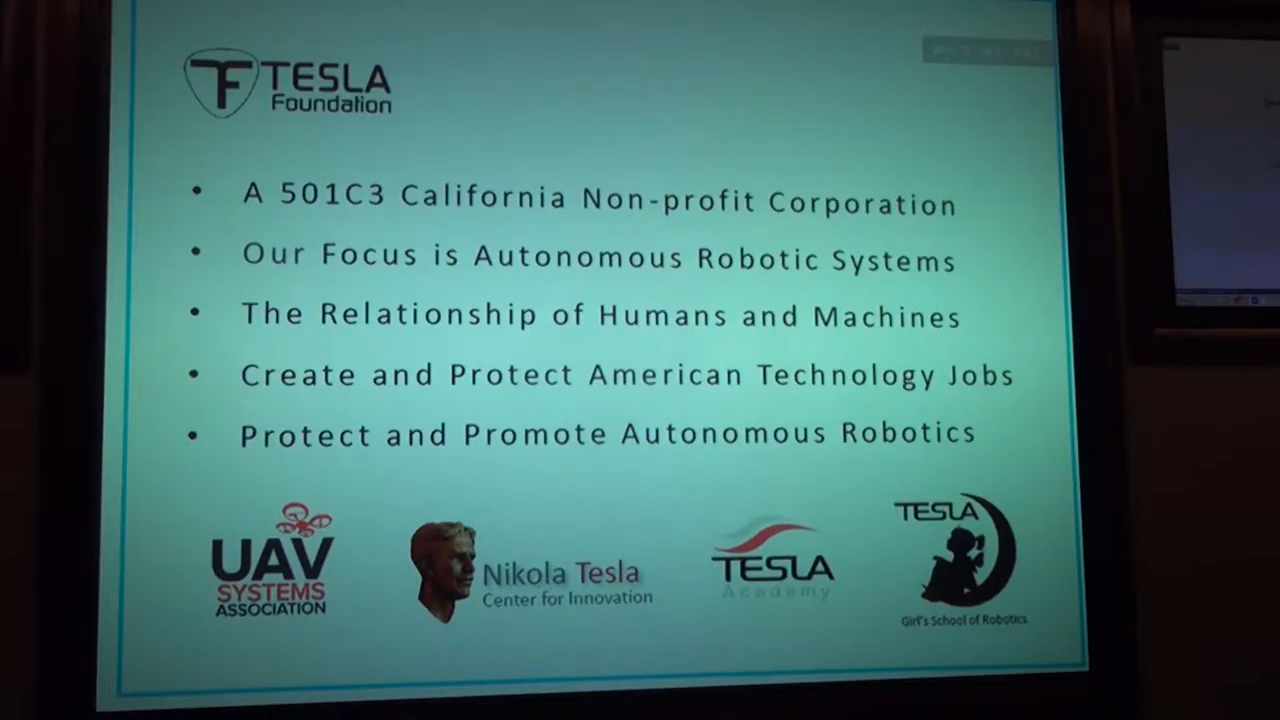 TESLA
Foundation
• A 501C3 California Non-profit Corporation
• Our Focus is Autonomous Robotic Systems
• The Relationship of Humans and Machines
• Create and Protect American Technology Jobs
• Protect and Promote Autonomous Robotics
UAV
SYSTEMS
ASSOCIATION
Nikola Tesla
Center for Innovation
TESLA
Academy
TESLA
Girl's School of Robotics